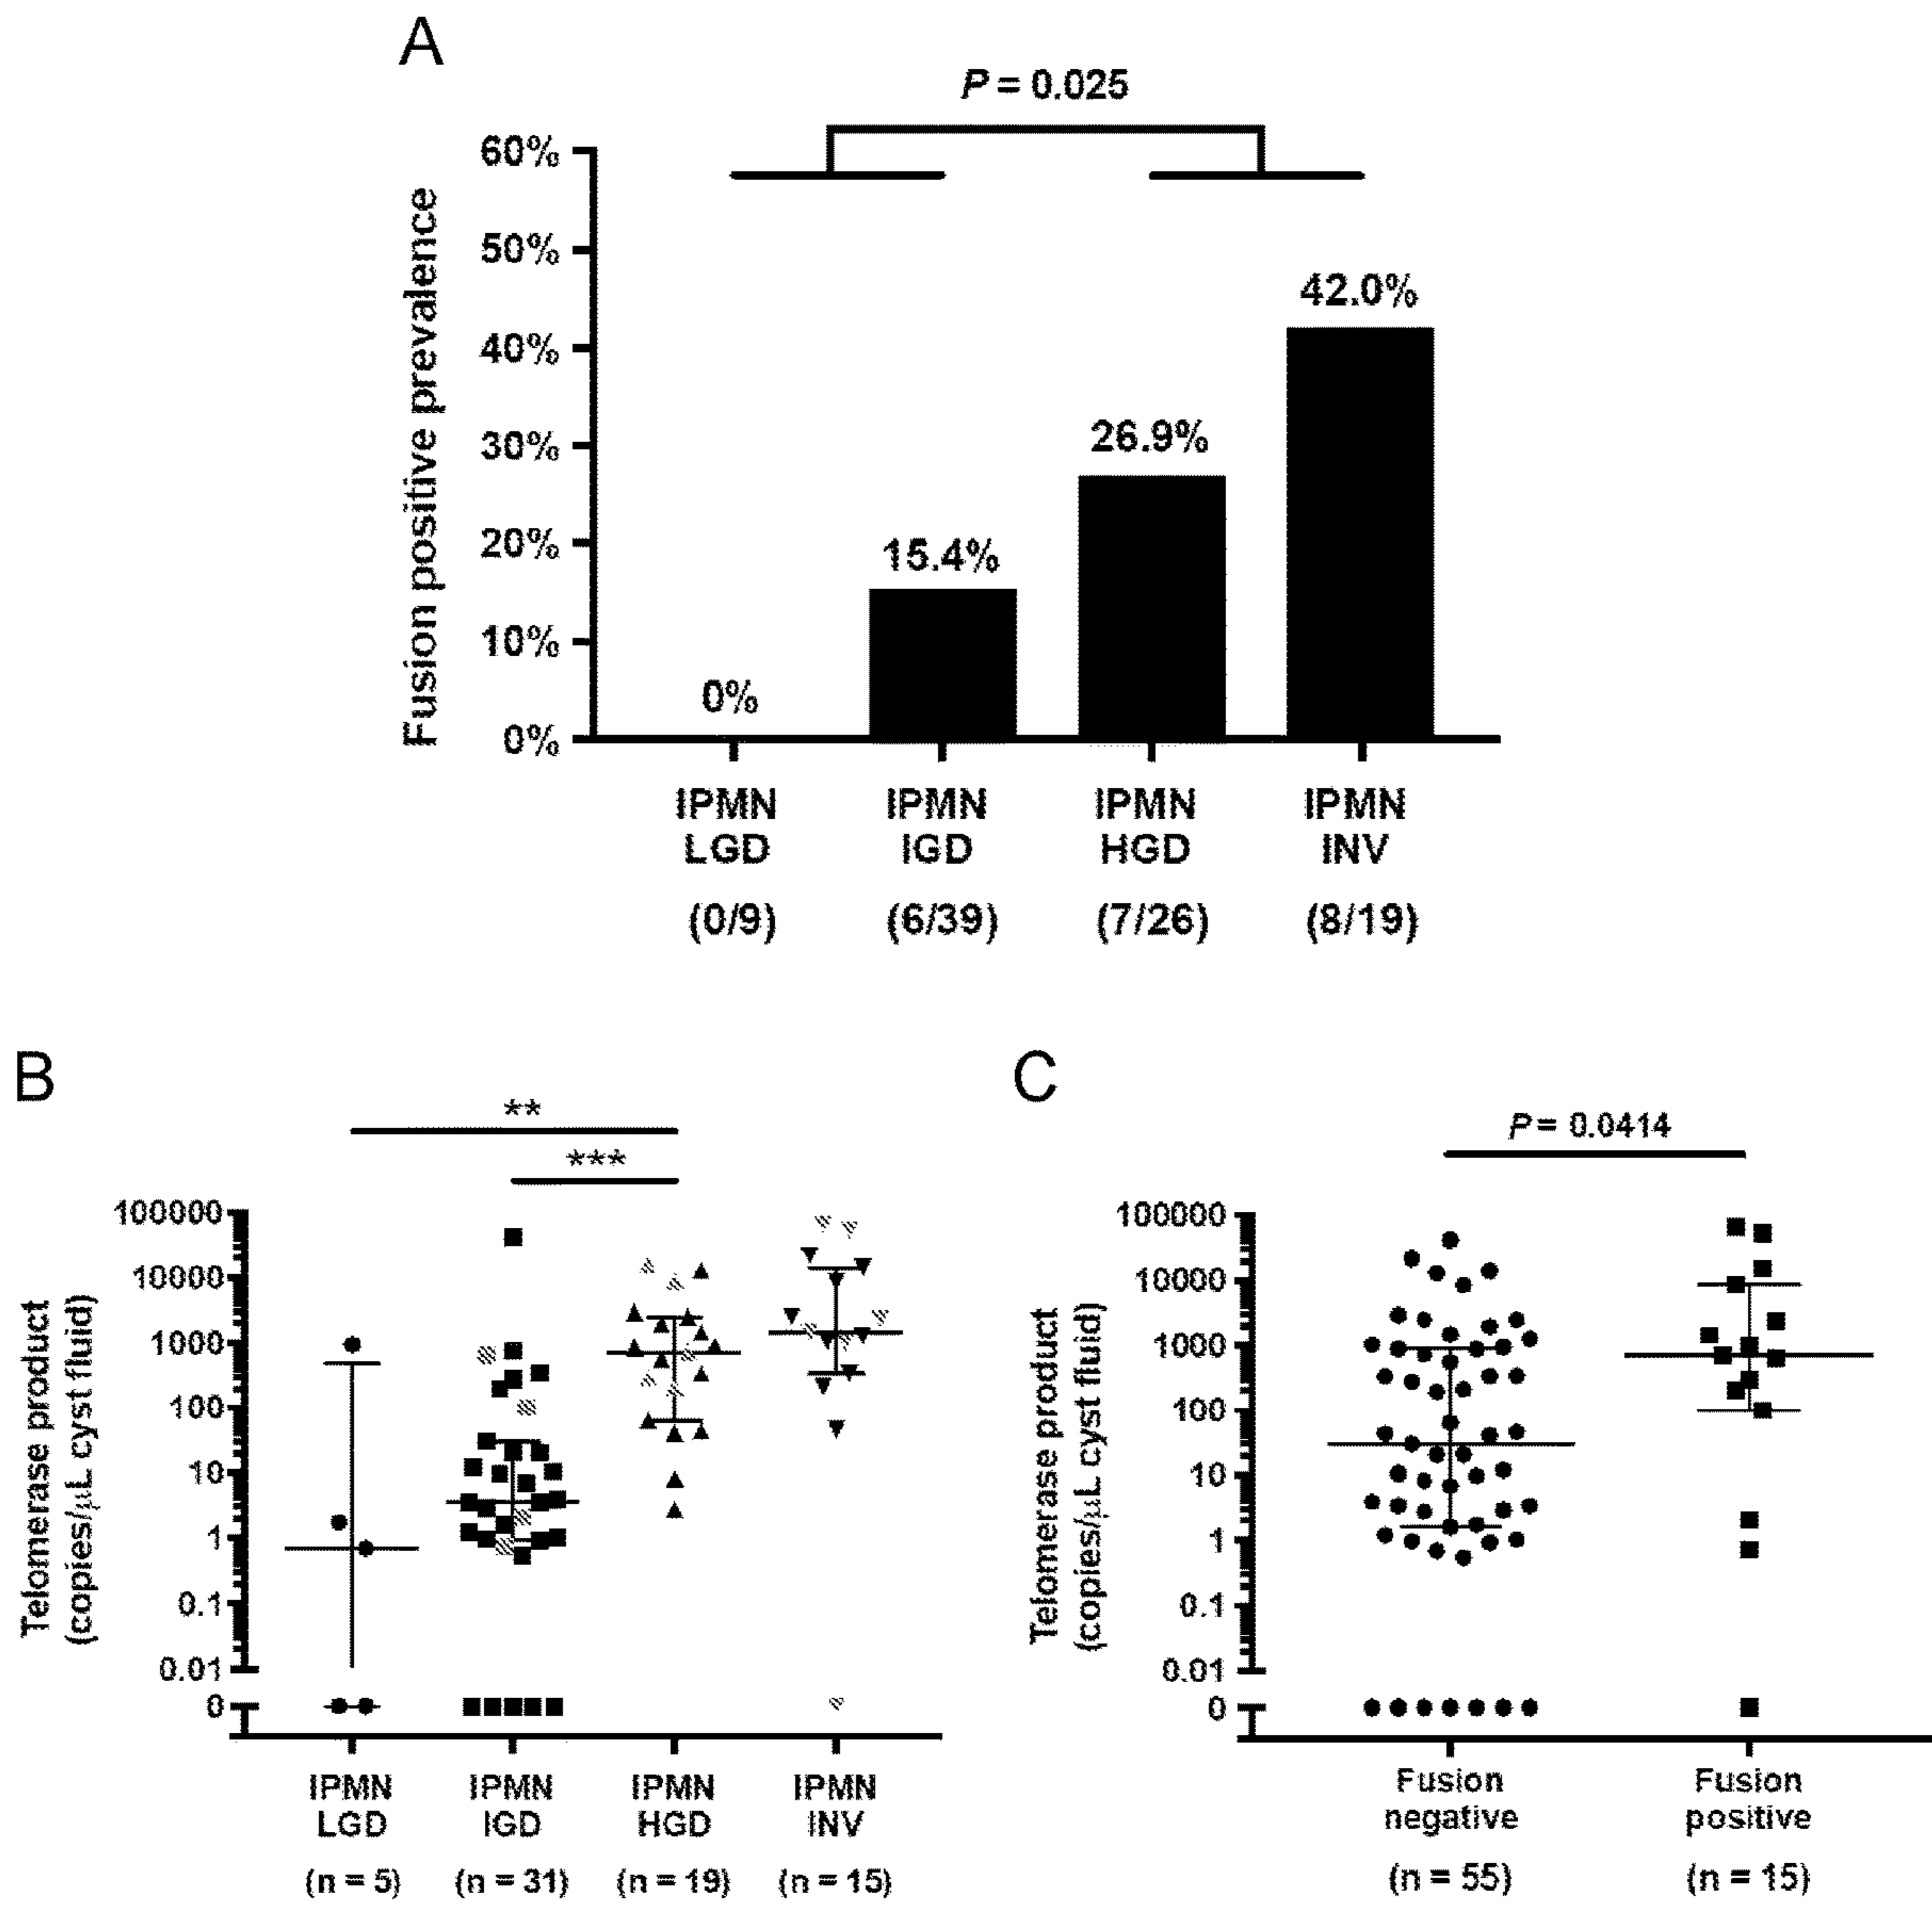 A
P = 0.025
Fusion positive prevalence
60%
50%
40%
30%
20%
10%
0%
0%
15.4%
26.9%
42.0%
IPMN IPMN IPMN IPMN
LGD IGD HGD INV
(0/9) (6/39) (7/26) (8/19)
B
**
***
Telomerase product
(copies/μL cyst fluid)
100000
10000
1000
100
10
1
0.1
0.01
0
IPMN IPMN IPMN IPMN
LGD IGD HGD INV
(n = 5) (n = 31) (n = 19) (n = 15)
C
P = 0.0414
Telomerase product
(copies/μL cyst fluid)
100000
10000
1000
100
10
1
0.1
0.01
0
Fusion Fusion
negative positive
(n = 55) (n = 15)